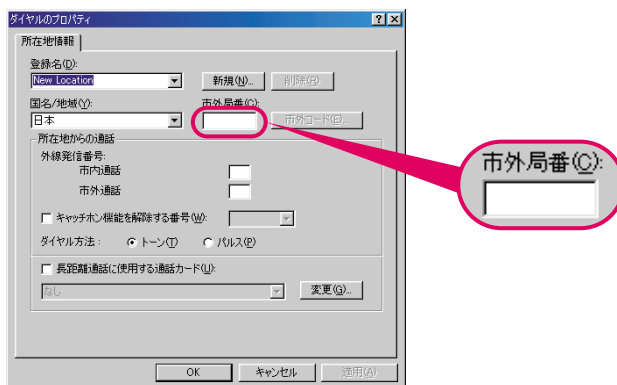 ダイヤルのプロパティ
所在地情報
登録名(D):
New Location 新規(N)... 削除(R)
国名/地域(Y): 市外局番(C):
日本 市外コード(E)...
所在地からの通話
外線発信番号:
市内通話
市外通話
キャッチホン機能を解除する番号(W):
ダイヤル方法: トーン(T) パルス(P)
長距離通話に使用する通話カード(U):
なし 変更(G)...
OK キャンセル 適用(A)
市外局番(C):